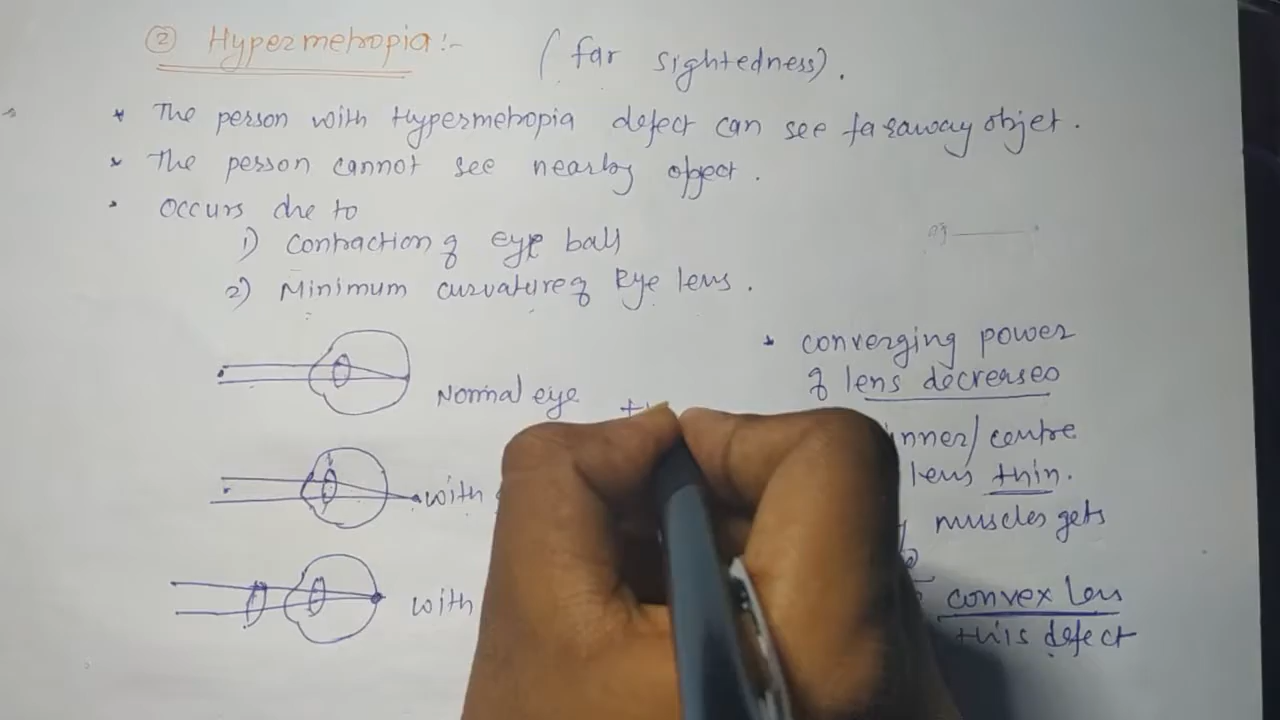 ② Hypermetropia:- (far sightedness).
* The person with Hypermetropia defect can see faraway objet.
* The person cannot see nearby object.
• occurs due to
1) contraction of eye ball
2) Minimum curvature of Eye lens.
Normal eye
with
with
• converging power
of lens decreases
inner/centre
lens thin.
muscles gets
convex lens
this defect